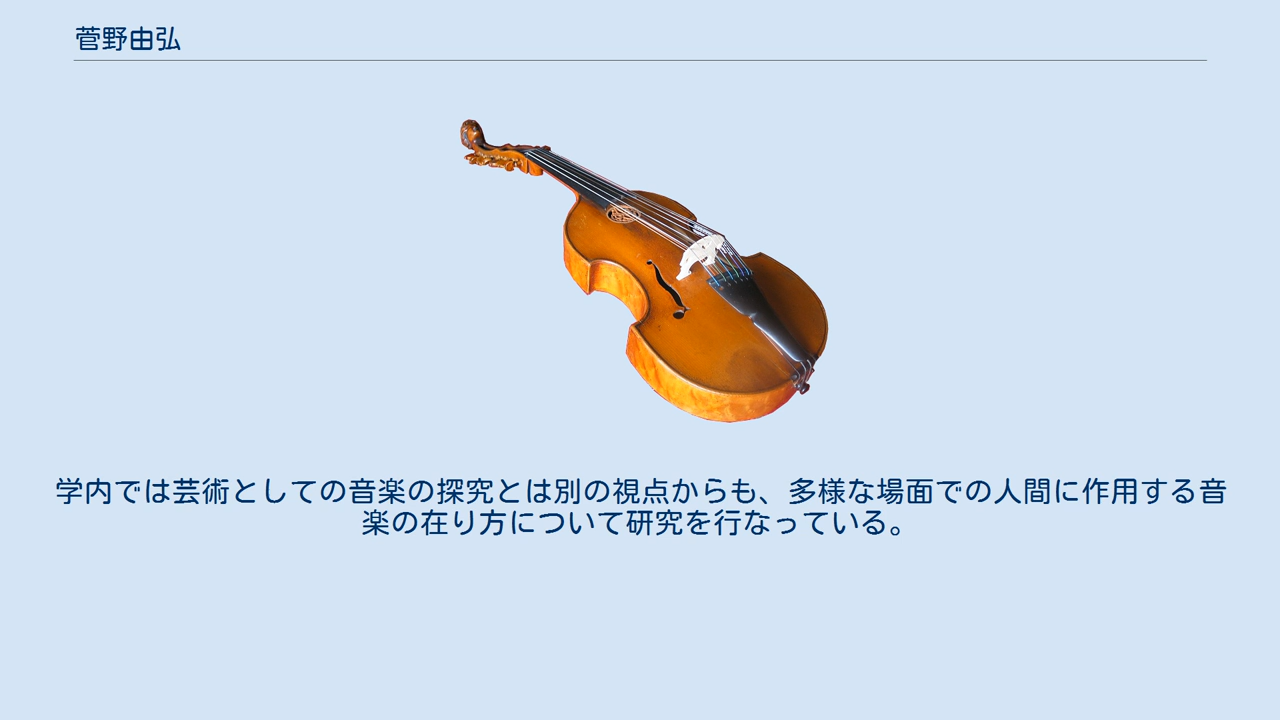 菅野由弘
学内では芸術としての音楽の探究とは別の視点からも、多様な場面での人間に作用する音
楽の在り方について研究を行なっている。